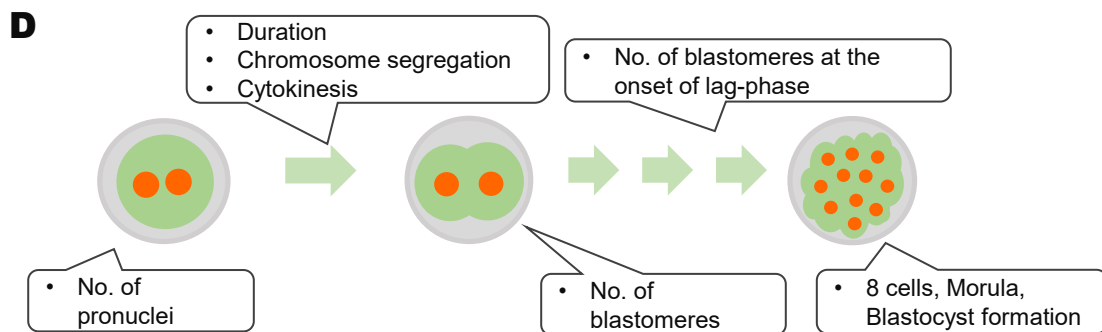 D
• Duration
• Chromosome segregation
• Cytokinesis
• No. of blastomeres at the
onset of lag-phase
• No. of
pronuclei
• No. of
blastomeres
• 8 cells, Morula,
Blastocyst formation